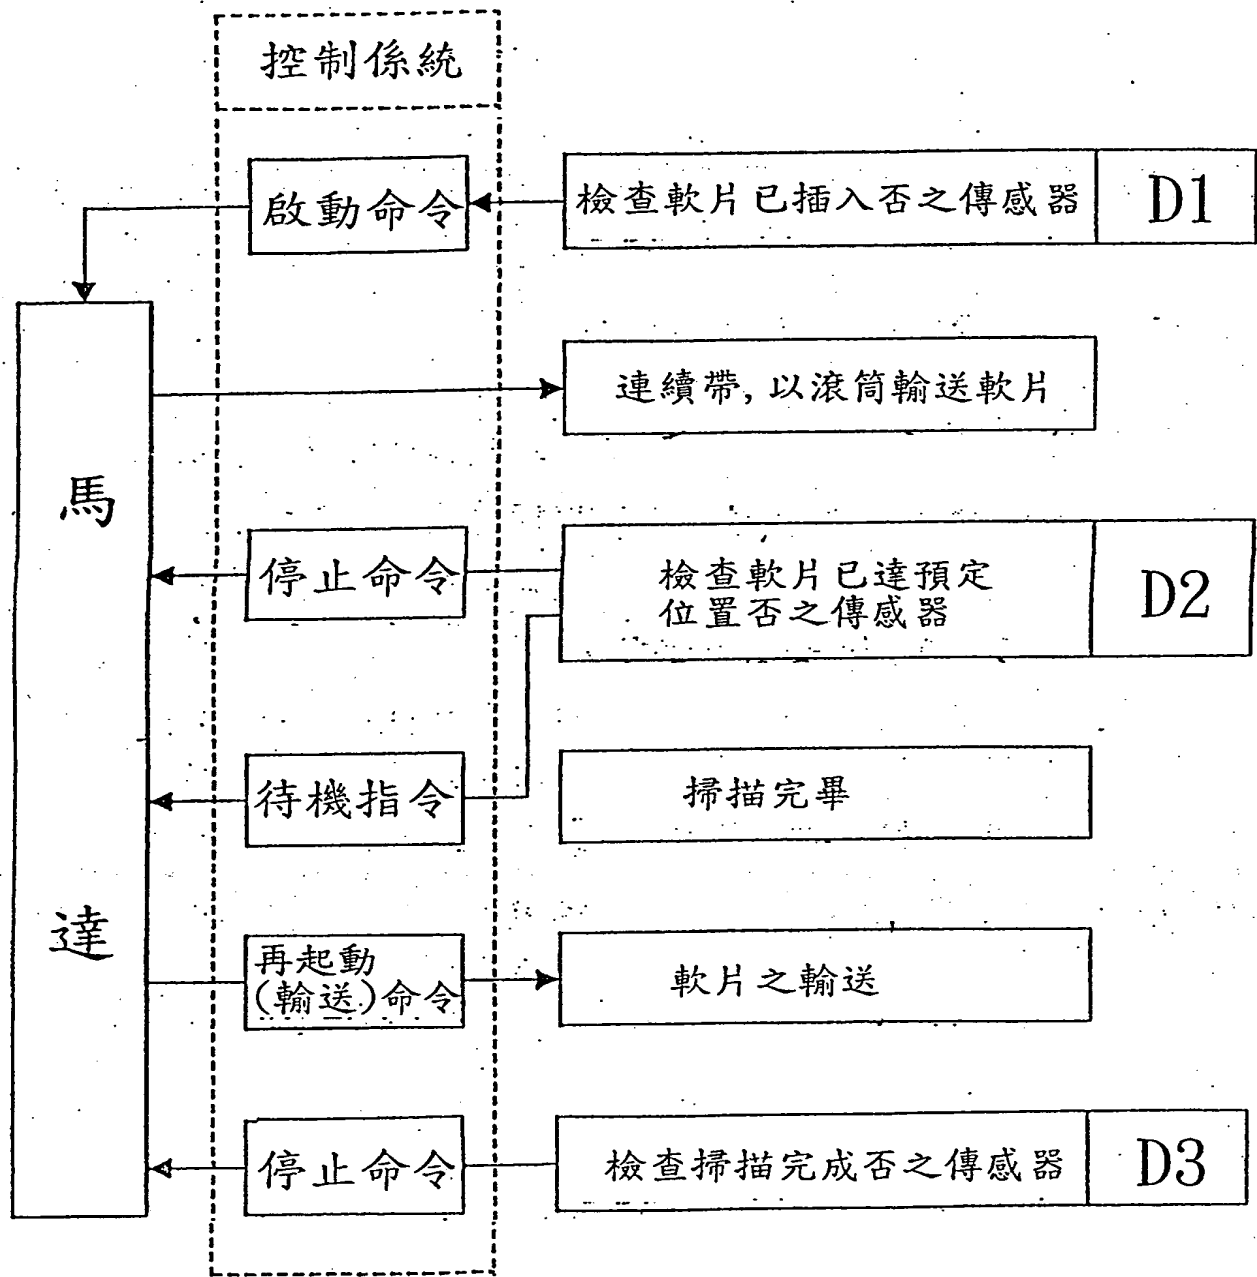 控制係統
啟動命令
檢查軟片已插入否之傳感器
D1
連續帶,以滾筒輸送軟片
馬達
停止命令
檢查軟片已達預定
位置否之傳感器
D2
待機指令
掃描完畢
再起動
(輸送)命令
軟片之輸送
停止命令
檢查掃描完成否之傳感器
D3